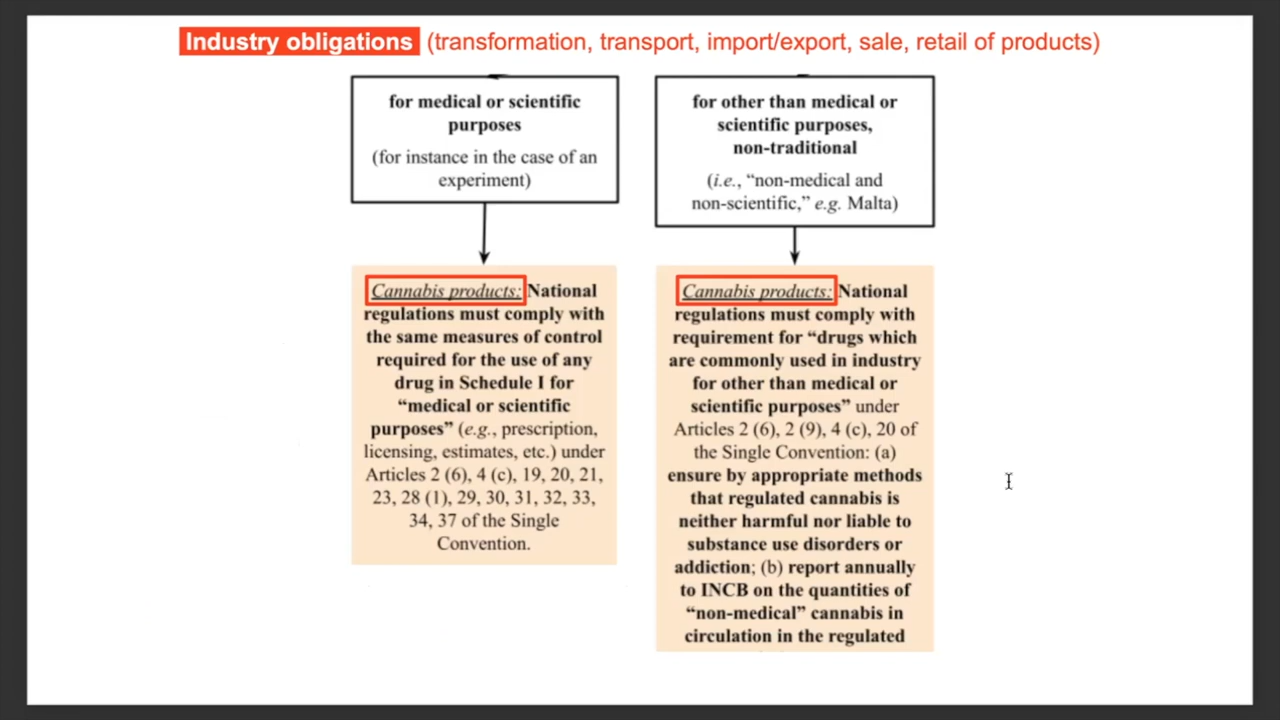 Industry obligations (transformation, transport, import/export, sale, retail of products)
for medical or scientific
purposes
(for instance in the case of an
experiment)
Cannabis products: National
regulations must comply with
the same measures of control
required for the use of any
drug in Schedule I for
“medical or scientific
purposes” (e.g., prescription,
licensing, estimates, etc.) under
Articles 2 (6), 4 (c), 19, 20, 21,
23, 28 (1), 29, 30, 31, 32, 33,
34, 37 of the Single
Convention.
for other than medical or
scientific purposes,
non-traditional
(i.e., “non-medical and
non-scientific,” e.g. Malta)
Cannabis products: National
regulations must comply with
requirement for “drugs which
are commonly used in industry
for other than medical or
scientific purposes” under
Articles 2 (6), 2 (9), 4 (c), 20 of
the Single Convention: (a)
ensure by appropriate methods
that regulated cannabis is
neither harmful nor liable to
substance use disorders or
addiction; (b) report annually
to INCB on the quantities of
“non-medical” cannabis in
circulation in the regulated